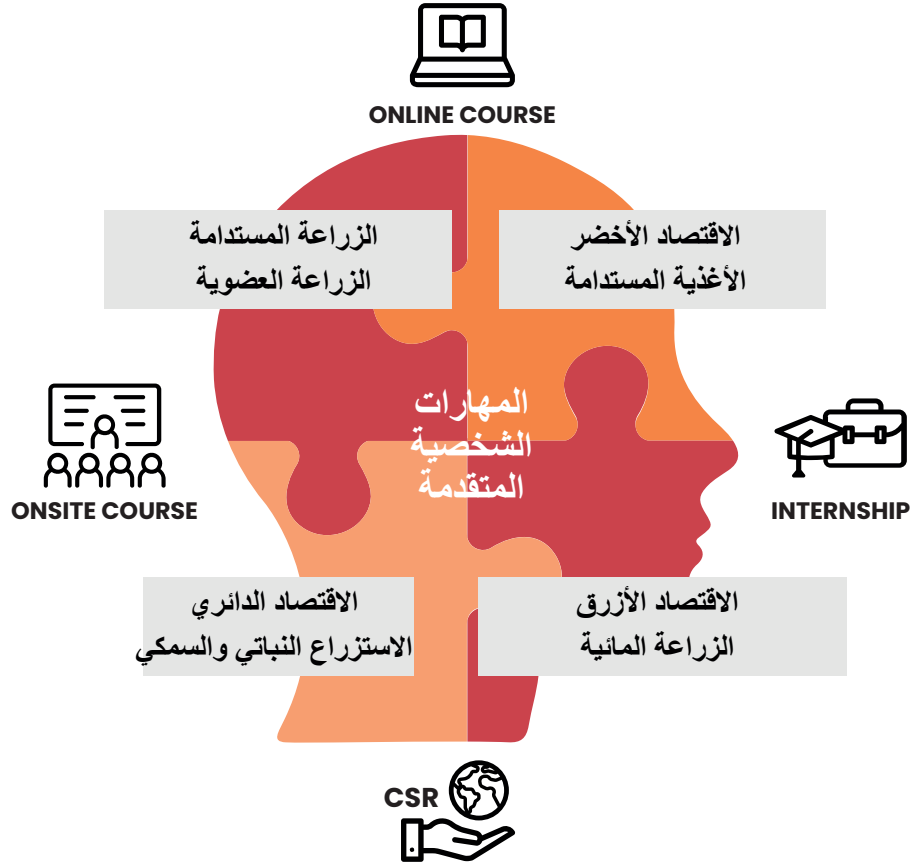 ONLINE COURSE
الاقتصاد الأخضر
الأغذية المستدامة
الزراعة المستدامة
الزراعة العضوية
المهارات
الشخصية
المتقدمة
ONSITE COURSE
INTERNSHIP
الاقتصاد الأزرق
الزراعة المائية
الاقتصاد الدائري
الاستزراع النباتي والسمكي
CSR